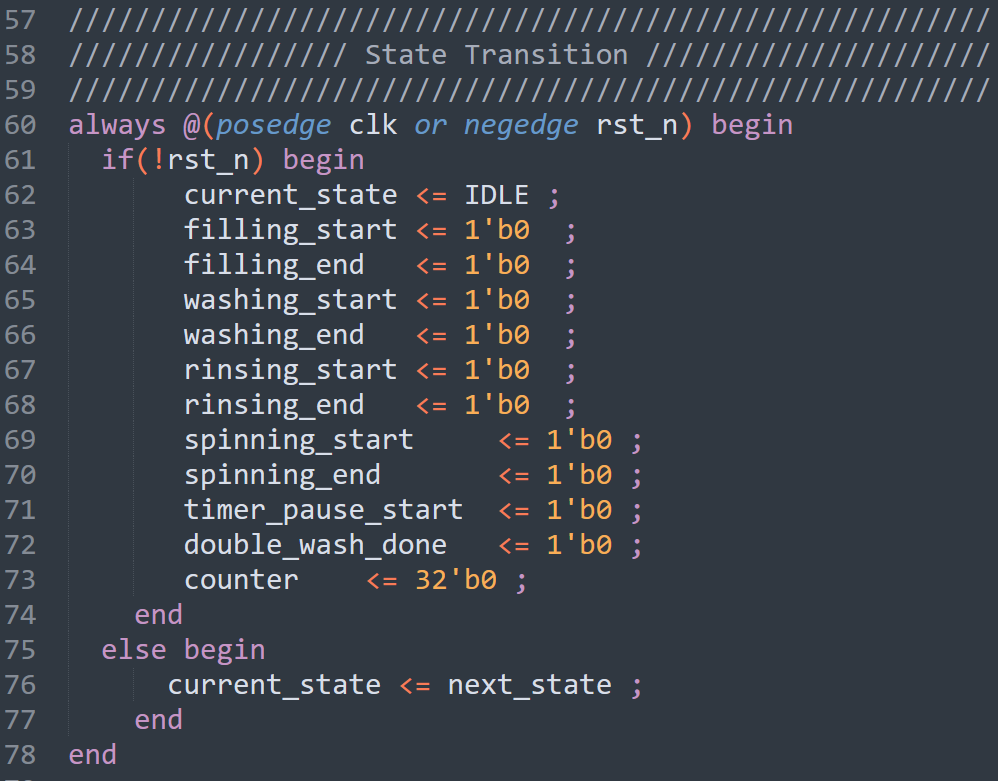 57 ////////////////////////////////////////////////////////
58 ///////////////// State Transition /////////////////////
59 ////////////////////////////////////////////////////////
60 always @(posedge clk or negedge rst_n) begin
61   if(!rst_n) begin
62        current_state <= IDLE ;
63        filling_start <= 1'b0  ;
64        filling_end   <= 1'b0  ;
65        washing_start <= 1'b0  ;
66        washing_end   <= 1'b0  ;
67        rinsing_start <= 1'b0  ;
68        rinsing_end   <= 1'b0  ;
69        spinning_start     <= 1'b0 ;
70        spinning_end       <= 1'b0 ;
71        timer_pause_start  <= 1'b0 ;
72        double_wash_done   <= 1'b0 ;
73        counter    <= 32'b0 ;
74     end
75   else begin
76       current_state <= next_state ;
77     end
78 end